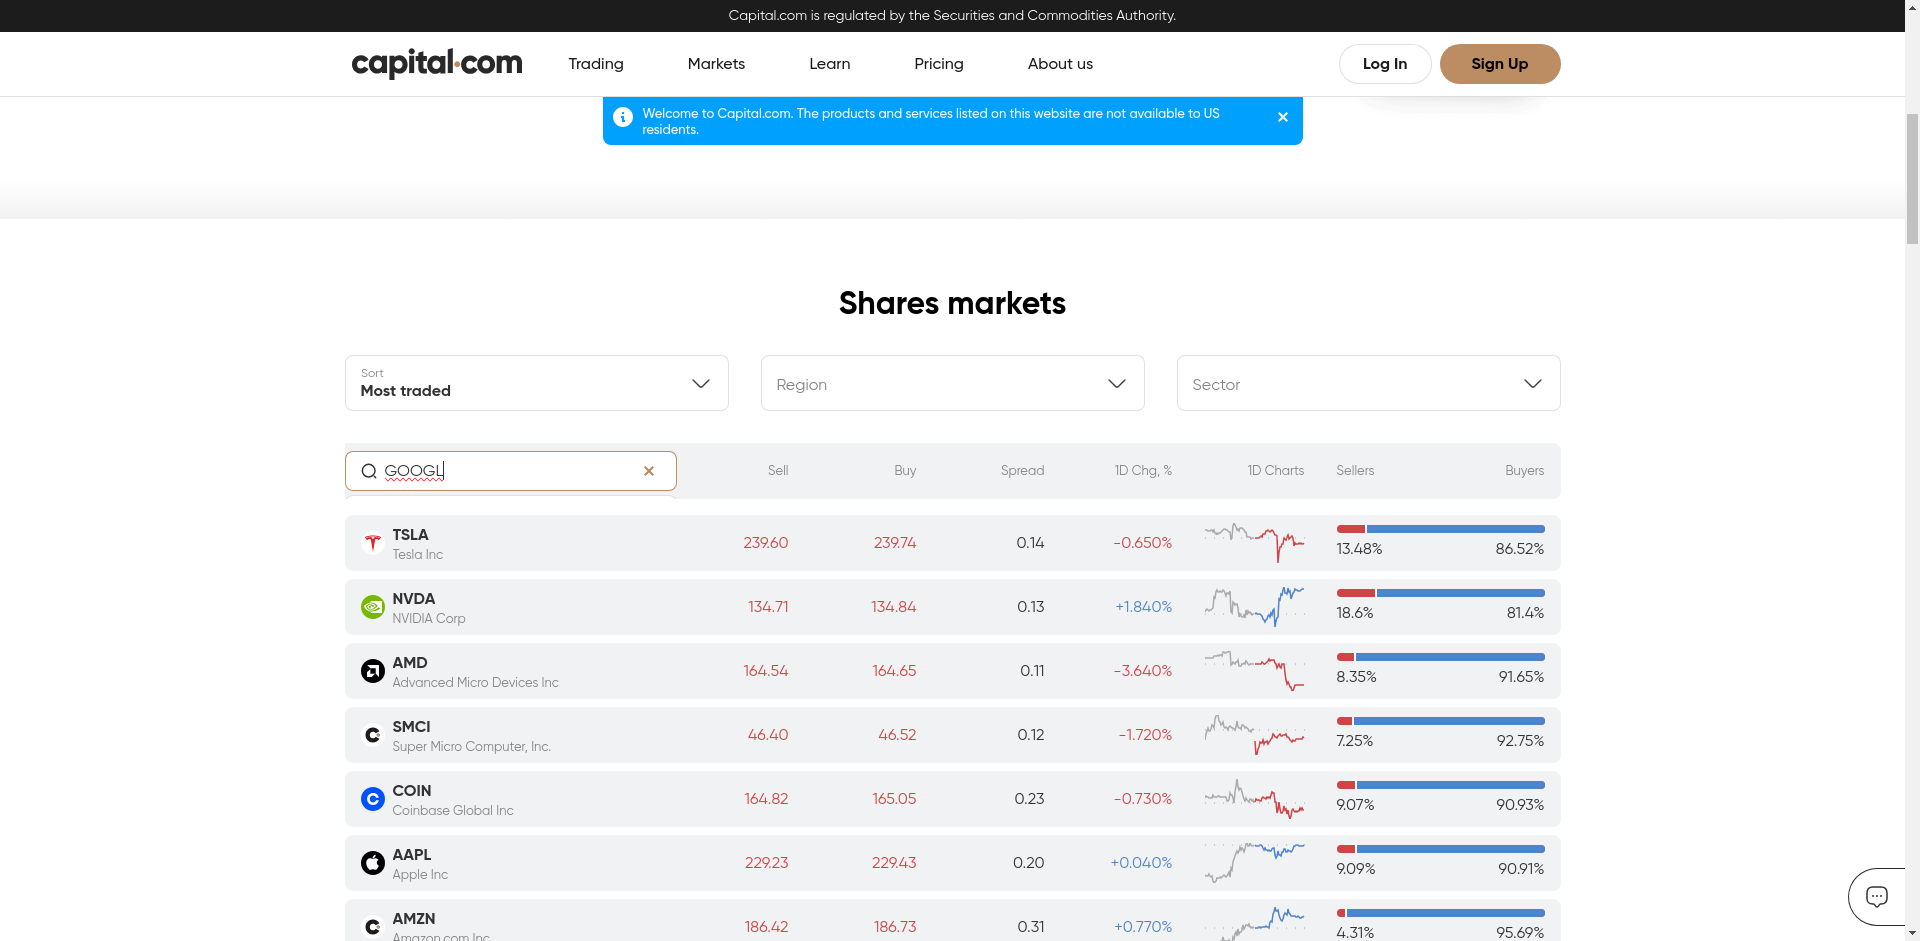 Capital.com is regulated by the Securities and Commodities Authority.
capital.com
Trading
Markets
Learn
Pricing
About us
Log In
Sign Up
Welcome to Capital.com. The products and services listed on this website are not available to US
residents.
Shares markets
Sort
Most traded
Region
Sector
GOOGL
Sell
Buy
Spread
1D Chg, %
1D Charts
Sellers
Buyers
TSLA
Tesla Inc
239.60
239.74
0.14
-0.650%
13.48%
86.52%
NVDA
NVIDIA Corp
134.71
134.84
0.13
+1.840%
18.6%
81.4%
AMD
Advanced Micro Devices Inc
164.54
164.65
0.11
-3.640%
8.35%
91.65%
SMCI
Super Micro Computer, Inc.
46.40
46.52
0.12
-1.720%
7.25%
92.75%
COIN
Coinbase Global Inc
164.82
165.05
0.23
-0.730%
9.07%
90.93%
AAPL
Apple Inc
229.23
229.43
0.20
+0.040%
9.09%
90.91%
AMZN
Amazon.com Inc
186.42
186.73
0.31
+0.770%
4.31%
95.69%